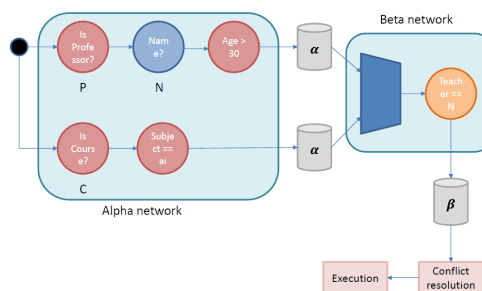 Beta network
Is
Profe
ssor?
Nam
e?
Age >
30
α
P
N
Teach
er ==
N
Is
Cours
e?
Subje
ct ==
ai
α
C
Alpha network
β
Execution
Conflict
resolution